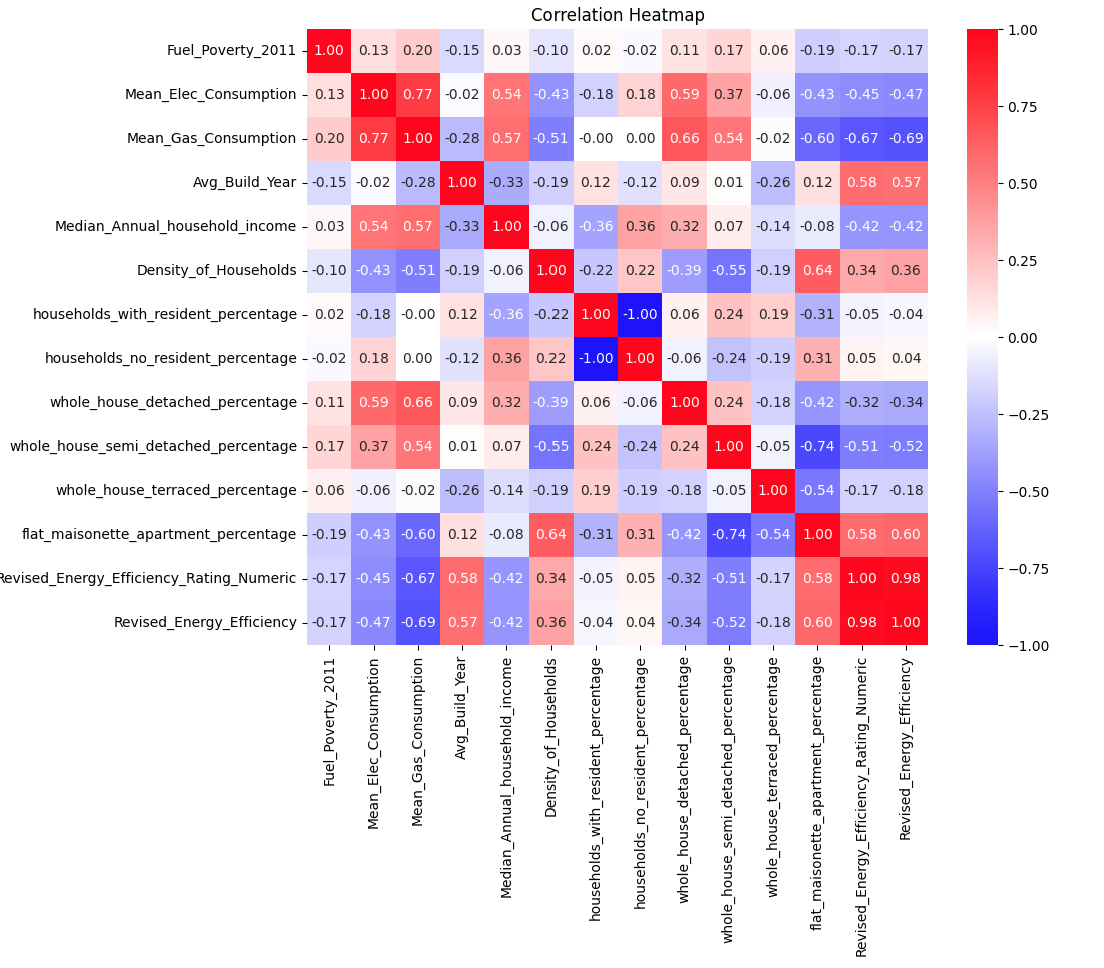 Correlation Heatmap
Fuel_Poverty_2011 1.00 0.13 0.20 -0.15 0.03 -0.10 0.02 -0.02 0.11 0.17 0.06 -0.19 -0.17 -0.17
Mean_Elec_Consumption 0.13 1.00 0.77 -0.02 0.54 -0.43 -0.18 0.18 0.59 0.37 -0.06 -0.43 -0.45 -0.47
Mean_Gas_Consumption 0.20 0.77 1.00 -0.28 0.57 -0.51 -0.00 0.00 0.66 0.54 -0.02 -0.60 -0.67 -0.69
Avg_Build_Year -0.15 -0.02 -0.28 1.00 -0.33 -0.19 0.12 -0.12 0.09 0.01 -0.26 0.12 0.58 0.57
Median_Annual_household_income 0.03 0.54 0.57 -0.33 1.00 -0.06 -0.36 0.36 0.32 0.07 -0.14 -0.08 -0.42 -0.42
Density_of_Households -0.10 -0.43 -0.51 -0.19 -0.06 1.00 -0.22 0.22 -0.39 -0.55 -0.19 0.64 0.34 0.36
households_with_resident_percentage 0.02 -0.18 -0.00 0.12 -0.36 -0.22 1.00 -1.00 0.06 0.24 0.19 -0.31 -0.05 -0.04
households_no_resident_percentage -0.02 0.18 0.00 -0.12 0.36 0.22 -1.00 1.00 -0.06 -0.24 -0.19 0.31 0.05 0.04
whole_house_detached_percentage 0.11 0.59 0.66 0.09 0.32 -0.39 0.06 -0.06 1.00 0.24 -0.18 -0.42 -0.32 -0.34
whole_house_semi_detached_percentage 0.17 0.37 0.54 0.01 0.07 -0.55 0.24 -0.24 0.24 1.00 -0.05 -0.74 -0.51 -0.52
whole_house_terraced_percentage 0.06 -0.06 -0.02 -0.26 -0.14 -0.19 0.19 -0.19 -0.18 -0.05 1.00 -0.54 -0.17 -0.18
flat_maisonette_apartment_percentage -0.19 -0.43 -0.60 0.12 -0.08 0.64 -0.31 0.31 -0.42 -0.74 -0.54 1.00 0.58 0.60
Revised_Energy_Efficiency_Rating_Numeric -0.17 -0.45 -0.67 0.58 -0.42 0.34 -0.05 0.05 -0.32 -0.51 -0.17 0.58 1.00 0.98
Revised_Energy_Efficiency -0.17 -0.47 -0.69 0.57 -0.42 0.36 -0.04 0.04 -0.34 -0.52 -0.18 0.60 0.98 1.00
Fuel_Poverty_2011
Mean_Elec_Consumption
Mean_Gas_Consumption
Avg_Build_Year
Median_Annual_household_income
Density_of_Households
households_with_resident_percentage
households_no_resident_percentage
whole_house_detached_percentage
whole_house_semi_detached_percentage
whole_house_terraced_percentage
flat_maisonette_apartment_percentage
Revised_Energy_Efficiency_Rating_Numeric
Revised_Energy_Efficiency
1.00
0.75
0.50
0.25
0.00
−0.25
−0.50
−0.75
−1.00